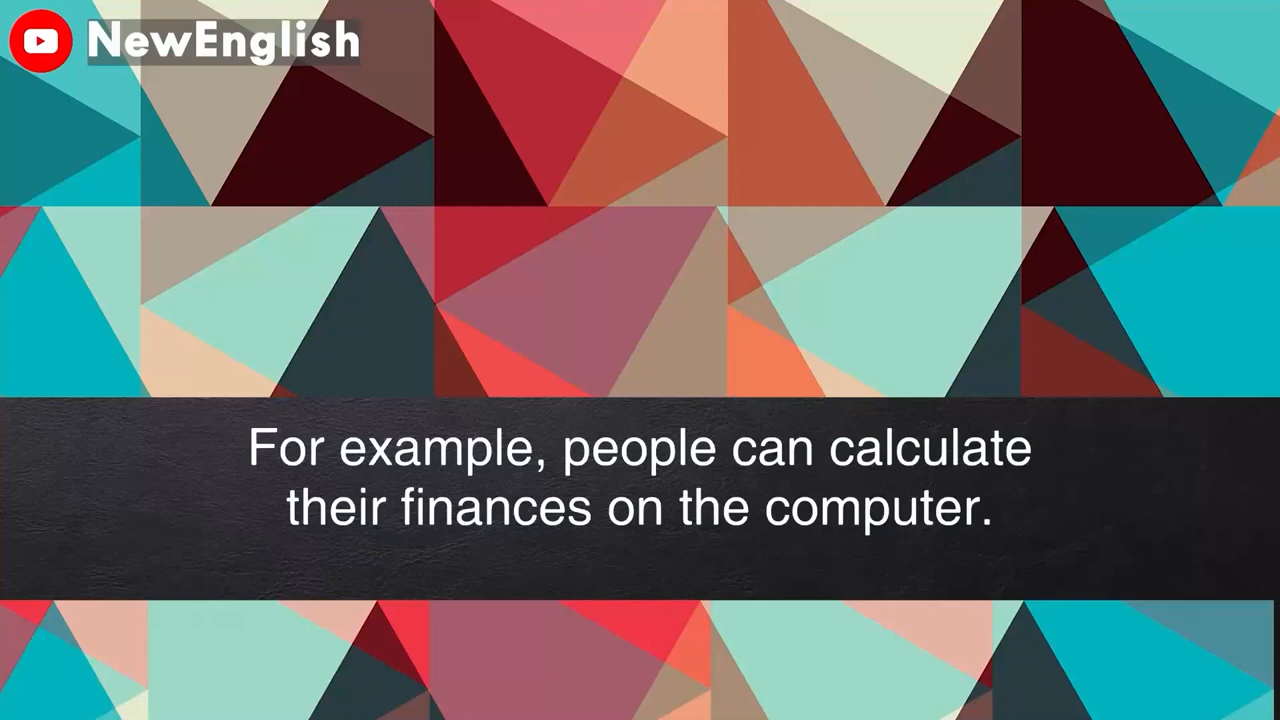 NewEnglish
For example, people can calculate
their finances on the computer.